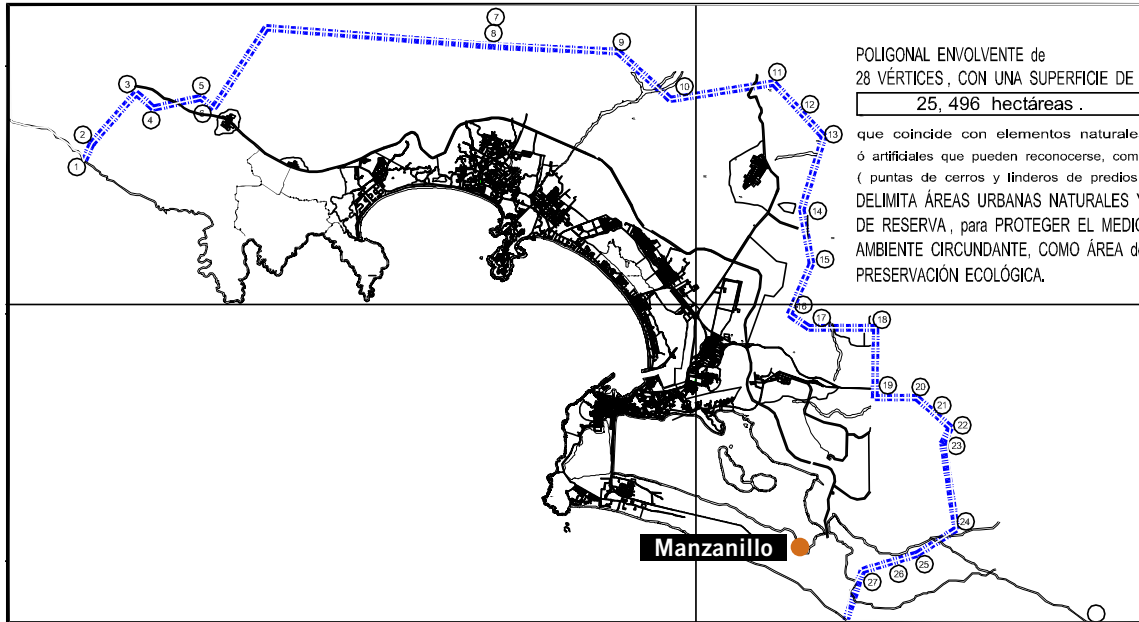 POLIGONAL ENVOLVENTE de
28 VÉRTICES, CON UNA SUPERFICIE DE
25, 496 hectáreas .
que coincide con elementos naturale
ó artificiales que pueden reconocerse, com
( puntas de cerros y linderos de predios
DELIMITA ÁREAS URBANAS NATURALES Y
DE RESERVA, para PROTEGER EL MEDIO
AMBIENTE CIRCUNDANTE, COMO ÁREA de
PRESERVACIÓN ECOLÓGICA.
1
2
3
4
5
6
7
8
9
10
11
12
13
14
15
16
17
18
19
20
21
22
23
24
25
26
27
Manzanillo